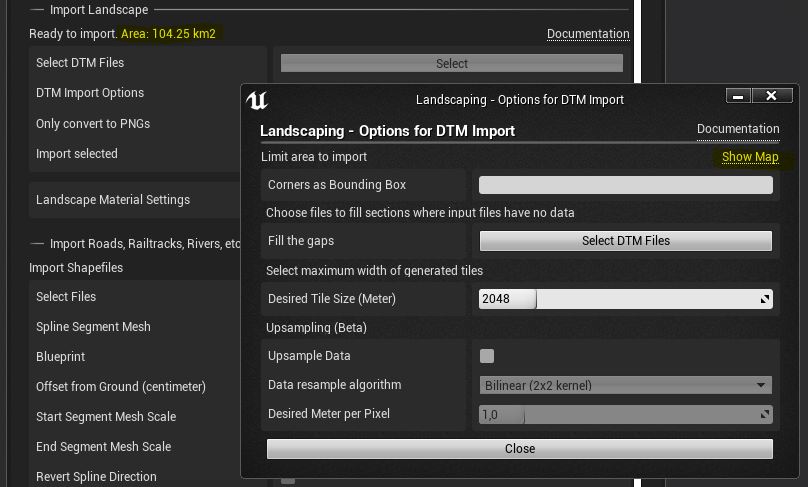 Import Landscape
Ready to import. Area: 104.25 km2 Documentation
Select DTM Files Select
DTM Import Options
Only convert to PNGs
Import selected
Landscape Material Settings
Import Roads, Railtracks, Rivers, etc
Import Shapefiles
Select Files
Spline Segment Mesh
Blueprint
Offset from Ground (centimeter)
Start Segment Mesh Scale
End Segment Mesh Scale
Revert Spline Direction
Landscaping - Options for DTM Import
Landscaping - Options for DTM Import Documentation
Limit area to import Show Map
Corners as Bounding Box
Choose files to fill sections where input files have no data
Fill the gaps Select DTM Files
Select maximum width of generated tiles
Desired Tile Size (Meter) 2048
Upsampling (Beta)
Upsample Data
Data resample algorithm Bilinear (2x2 kernel)
Desired Meter per Pixel 1,0
Close